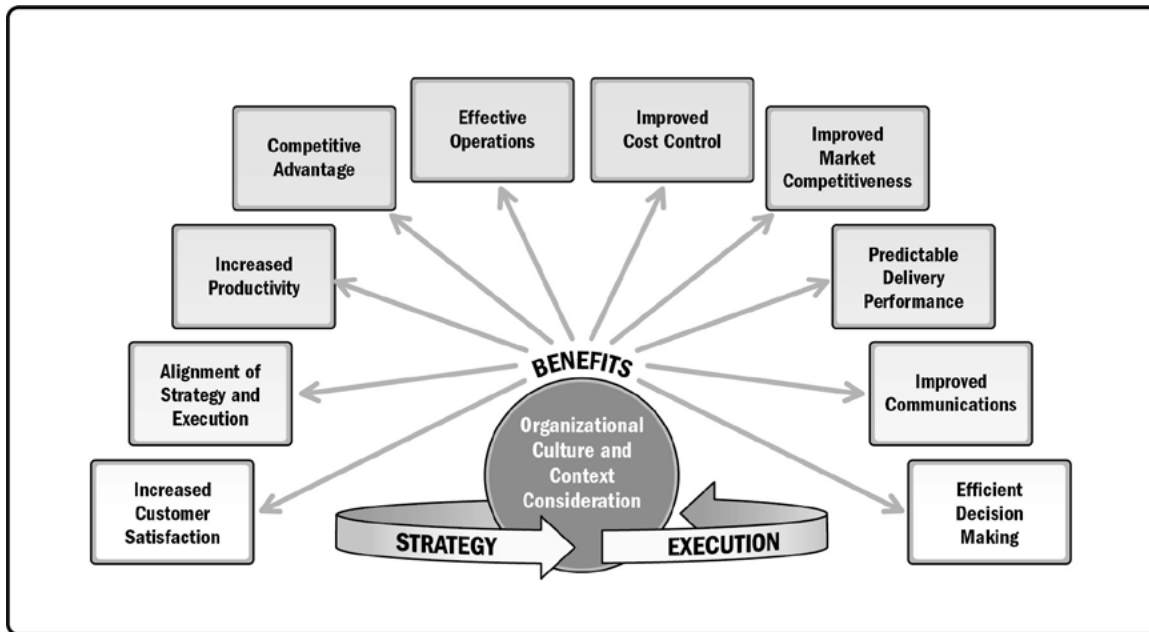 Effective
Operations
Improved
Cost Control
Competitive
Advantage
Improved
Market
Competitiveness
Increased
Productivity
Predictable
Delivery
Performance
BENEFITS
Alignment of
Strategy and
Execution
Improved
Communications
Organizational
Culture and
Context
Consideration
Increased
Customer
Satisfaction
Efficient
Decision
Making
STRATEGY
EXECUTION